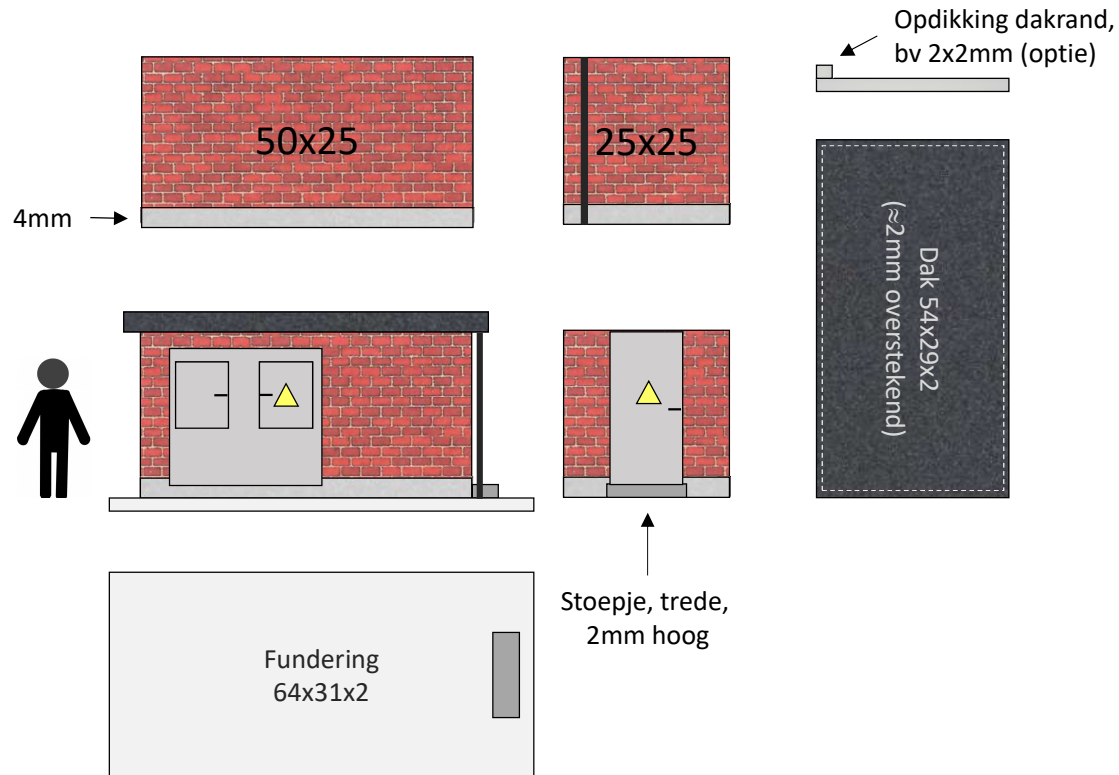 Opdikking dakrand,
bv 2x2mm (optie)
50x25
25x25
4mm
Dak 54x29x2
(≈2mm overstekend)
Stoepje, trede,
2mm hoog
Fundering
64x31x2